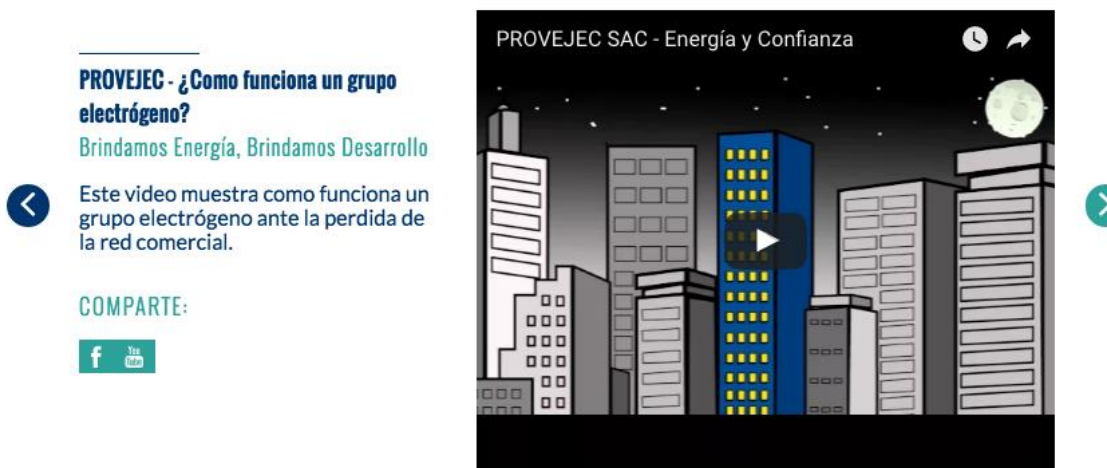 PROVEJEC - ¿Como funciona un grupo
electrógeno?
Brindamos Energía, Brindamos Desarrollo
Este video muestra como funciona un
grupo electrógeno ante la perdida de
la red comercial.
COMPARTE:
f You Tube
PROVEJEC SAC - Energía y Confianza